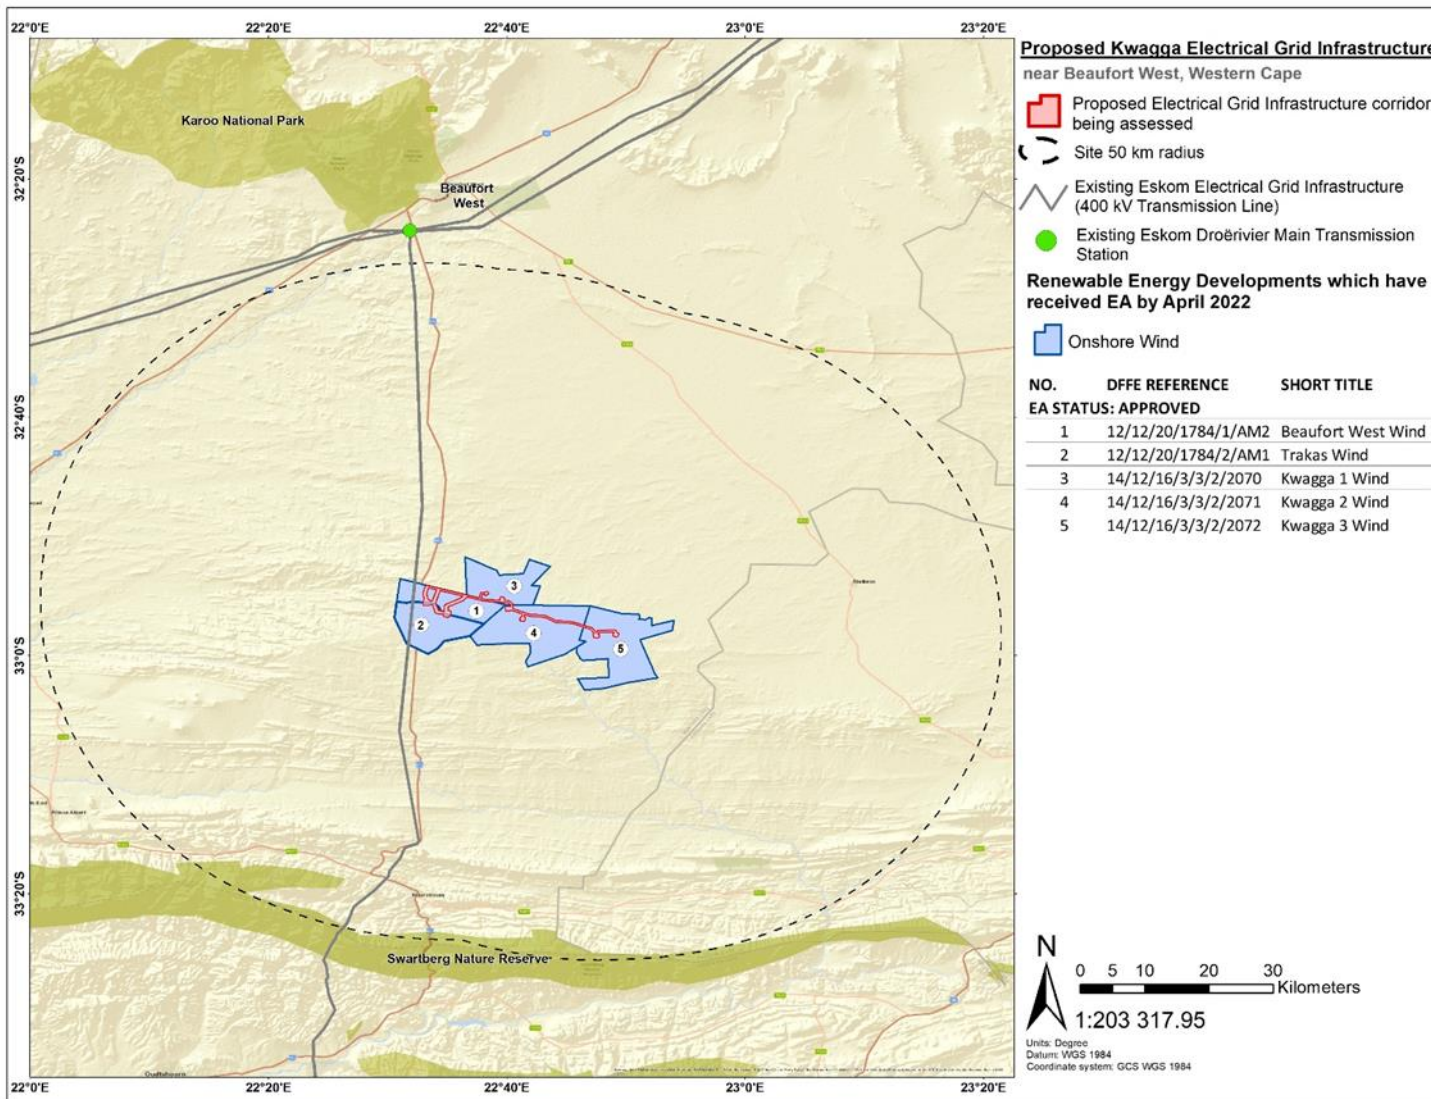 22°0'E 22°20'E 22°40'E 23°0'E 23°20'E
Karoo National Park
Beaufort
West
32°20'S
32°40'S
33°0'S
33°20'S
3
1
2
4
5
Swartberg Nature Reserve
22°0'E 22°20'E 22°40'E 23°0'E 23°20'E
Proposed Kwagga Electrical Grid Infrastructure
near Beaufort West, Western Cape
Proposed Electrical Grid Infrastructure corridor
being assessed
Site 50 km radius
Existing Eskom Electrical Grid Infrastructure
(400 kV Transmission Line)
Existing Eskom Droërivier Main Transmission
Station
Renewable Energy Developments which have
received EA by April 2022
Onshore Wind
NO. DFFE REFERENCE SHORT TITLE
EA STATUS: APPROVED
1 12/12/20/1784/1/AM2 Beaufort West Wind
2 12/12/20/1784/2/AM1 Trakas Wind
3 14/12/16/3/3/2/2070 Kwagga 1 Wind
4 14/12/16/3/3/2/2071 Kwagga 2 Wind
5 14/12/16/3/3/2/2072 Kwagga 3 Wind
N
0 5 10 20 30
Kilometers
1:203 317.95
Units: Degree
Datum: WGS 1984
Coordinate system: GCS WGS 1984